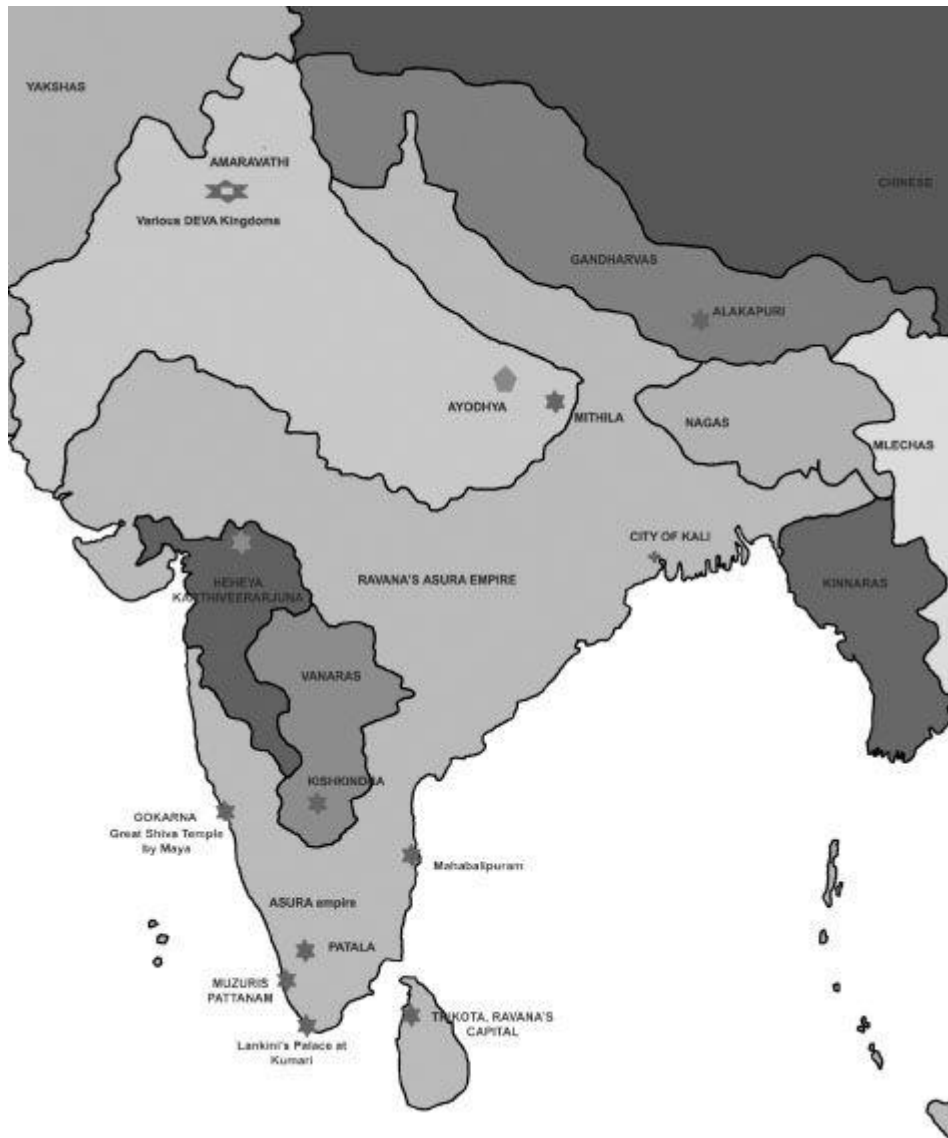 YAKSHAS
AMARAVATHI
CHINESE
Various DEVA Kingdoms
GANDHARVAS
ALAKAPURI
AYODHYA
MITHILA
NAGAS
MLECHAS
CITY OF KALI
RAVANA'S ASURA EMPIRE
HEHEYA
KARTHIVEERARJUNA
KINNARAS
VANARAS
KISHKINDHA
GOKARNA
Great Shiva Temple
by Maya
Mahabalipuram
ASURA empire
PATALA
MUZURIS
PATTANAM
TRIKOTA, RAVANA'S
CAPITAL
Lankini's Palace at
Kumari